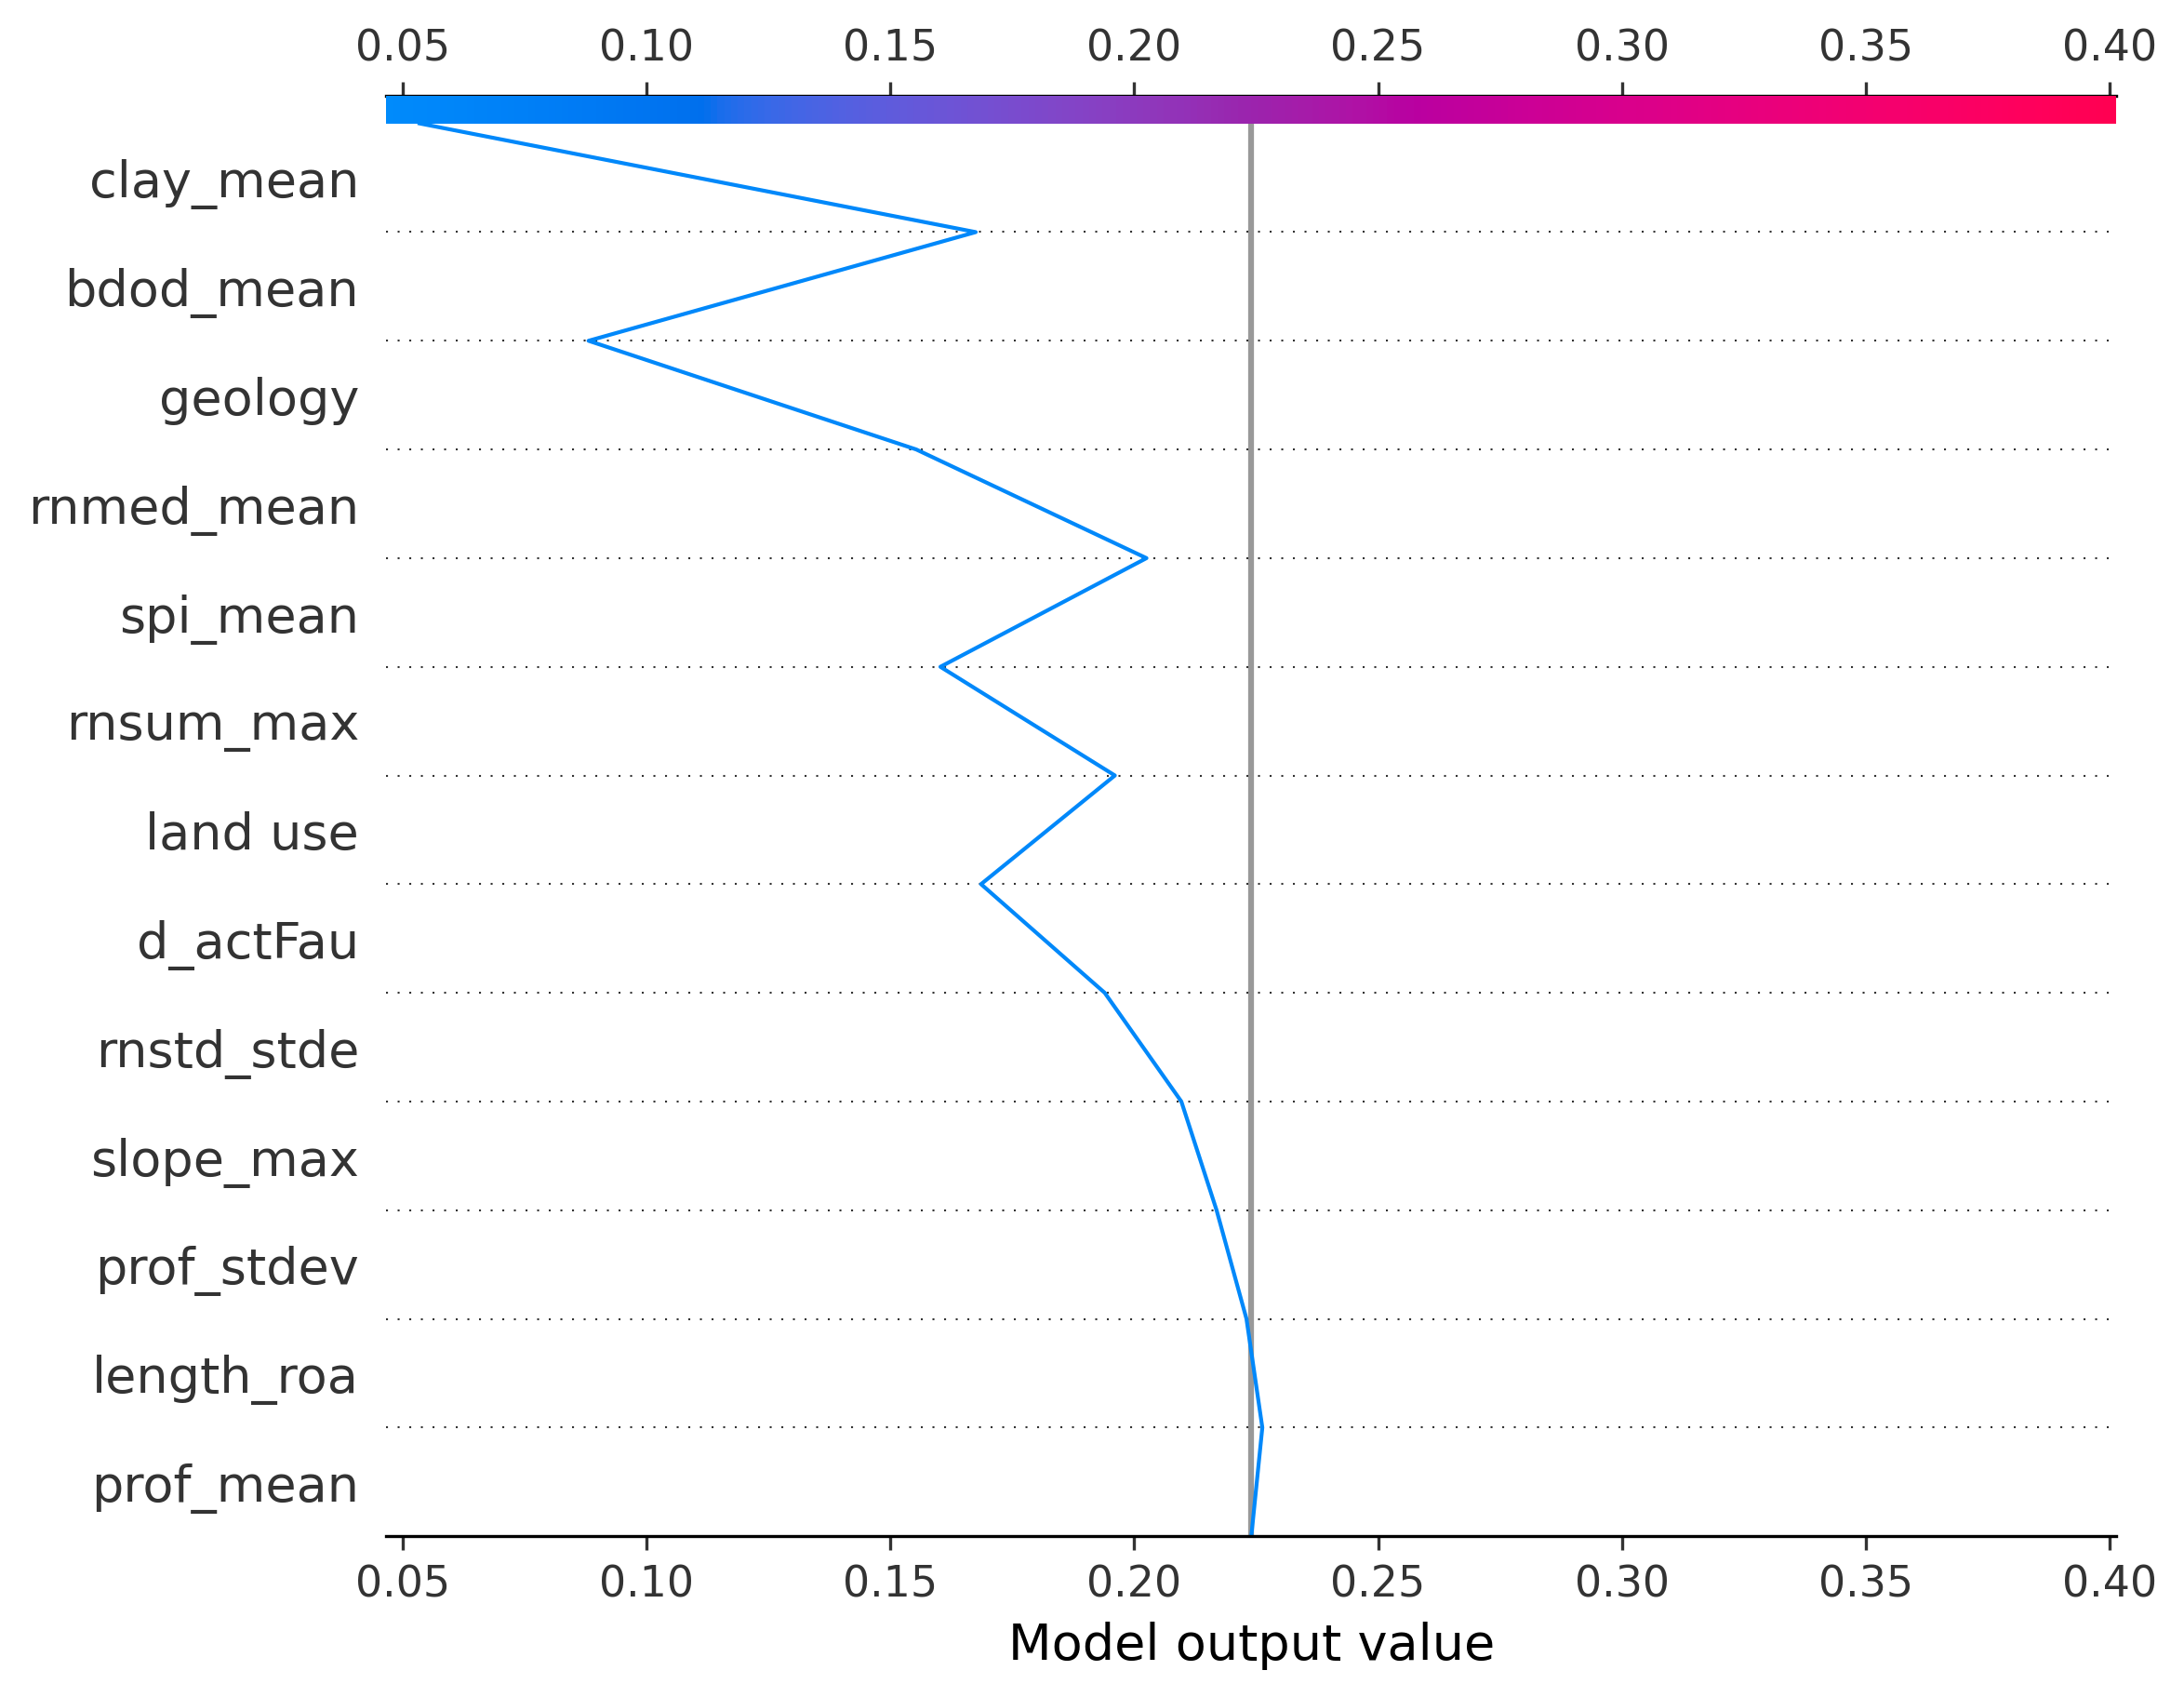 0.05 0.10 0.15 0.20 0.25 0.30 0.35 0.40
clay_mean
bdod_mean
geology
rnmed_mean
spi_mean
rnsum_max
land use
d_actFau
rnstd_stde
slope_max
prof_stdev
length_roa
prof_mean
0.05 0.10 0.15 0.20 0.25 0.30 0.35 0.40
Model output value